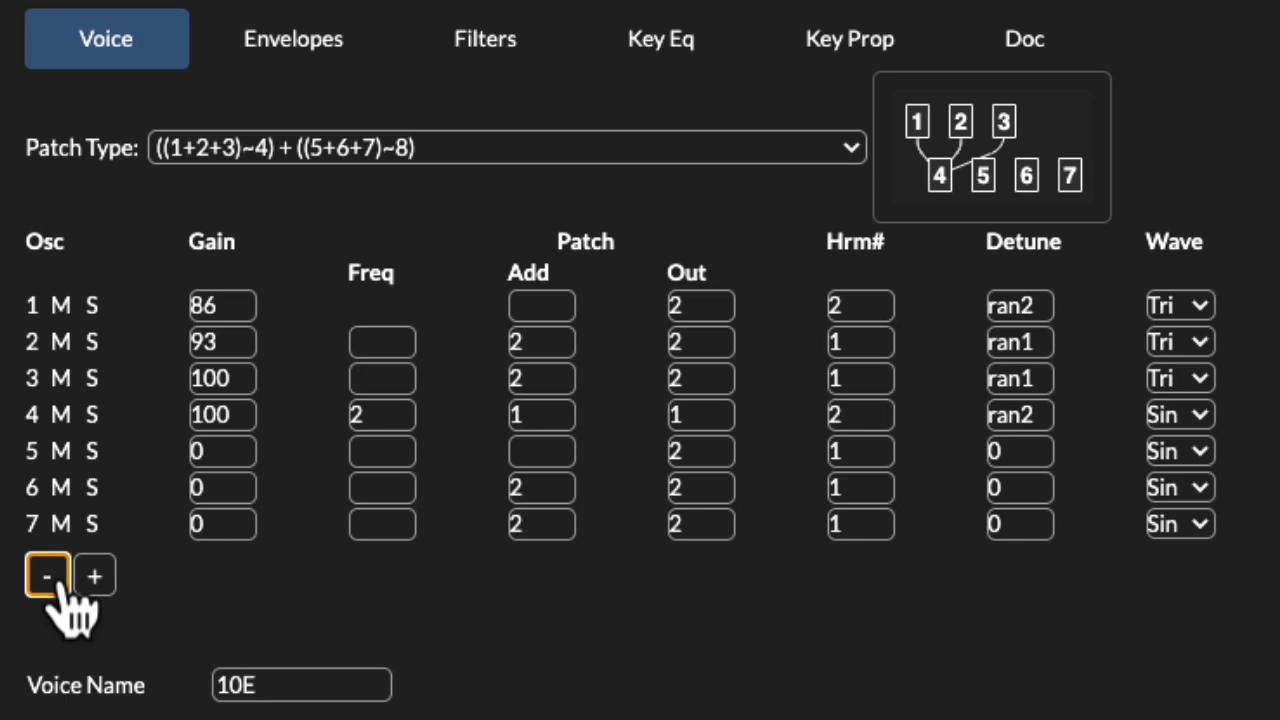 Voice Envelopes Filters Key Eq Key Prop Doc
1 2 3
Patch Type: ((1+2+3)~4) + ((5+6+7)~8)
4 5 6 7
Osc Gain Patch Hrm# Detune Wave
Freq Add Out
1 M S 86 2 2 ran2 Tri
2 M S 93 2 2 1 ran1 Tri
3 M S 100 2 2 1 ran1 Tri
4 M S 100 2 1 1 2 ran2 Sin
5 M S 0 2 1 0 Sin
6 M S 0 2 2 1 0 Sin
7 M S 0 2 2 1 0 Sin
- +
Voice Name 10E